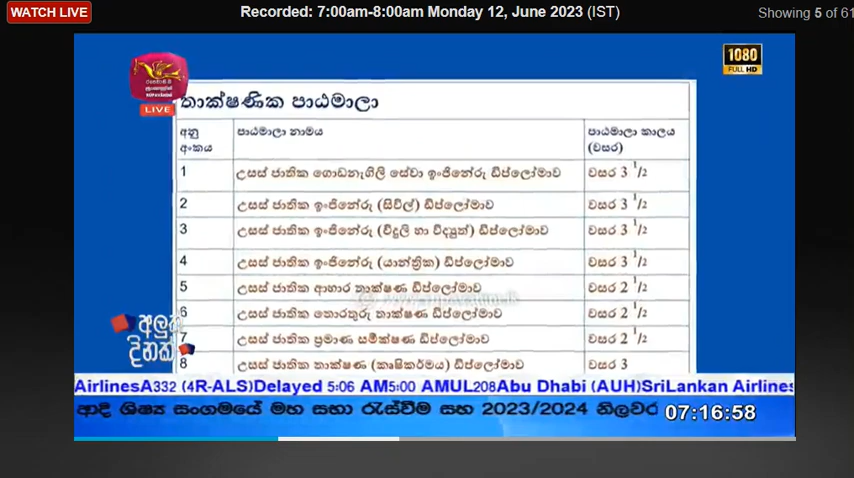 WATCH LIVE
Recorded: 7:00am-8:00am Monday 12, June 2023 (IST)
Showing 5 of 61
1080
FULL HD
LIVE
තාක්ෂණික පාඨමාලා
අනු අංකය පාඨමාලා නාමය පාඨමාලා කාලය (වසර)
1 උසස් ජාතික ගොඩනැගිලි සේවා ඉංජිනේරු ඩිප්ලෝමාව වසර 3 1/2
2 උසස් ජාතික ඉංජිනේරු (සිවිල්) ඩිප්ලෝමාව වසර 3 1/2
3 උසස් ජාතික ඉංජිනේරු (විදුලි හා විද්‍යුත්) ඩිප්ලෝමාව වසර 3 1/2
4 උසස් ජාතික ඉංජිනේරු (යාන්ත්‍රික) ඩිප්ලෝමාව වසර 3 1/2
5 උසස් ජාතික ආහාර තාක්ෂණ ඩිප්ලෝමාව වසර 2 1/2
6 උසස් ජාතික තොරතුරු තාක්ෂණ ඩිප්ලෝමාව වසර 2 1/2
7 උසස් ජාතික ප්‍රමාණ සමීක්ෂණ ඩිප්ලෝමාව වසර 2 1/2
8 උසස් ජාතික තාක්ෂණ (කෘෂිකර්මය) ඩිප්ලෝමාව වසර 3
අලුත්
දිනක්
AirlinesA332 (4R-ALS)Delayed 5:06 AM5:00 AMUL208Abu Dhabi (AUH)SriLankan Airlines
ආදි ශිෂ්‍ය සංගමයේ මහ සභා රැස්වීම සහ 2023/2024 නිලවර 07:16:58